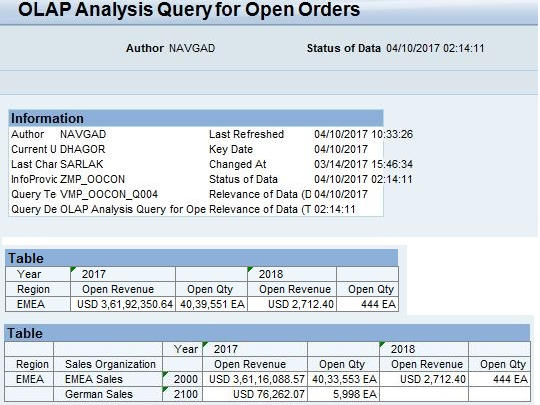 OLAP Analysis Query for Open Orders
Author NAVGAD Status of Data 04/10/2017 02:14:11
Information
Author NAVGAD Last Refreshed 04/10/2017 10:33:26
Current U DHAGOR Key Date 04/10/2017
Last Char SARLAK Changed At 03/14/2017 15:46:34
InfoProvic ZMP_OOCON Status of Data 04/10/2017 02:14:11
Query Te VMP_OOCON_Q004 Relevance of Data (D 04/10/2017
Query De OLAP Analysis Query for Ope Relevance of Data (T 02:14:11
Table
Year 2017 2018
Region Open Revenue Open Qty Open Revenue Open Qty
EMEA USD 3,61,92,350.64 40,39,551 EA USD 2,712.40 444 EA
Table
Year 2017 2018
Region Sales Organization Open Revenue Open Qty Open Revenue Open Qty
EMEA EMEA Sales 2000 USD 3,61,16,088.57 40,33,553 EA USD 2,712.40 444 EA
German Sales 2100 USD 76,262.07 5,998 EA